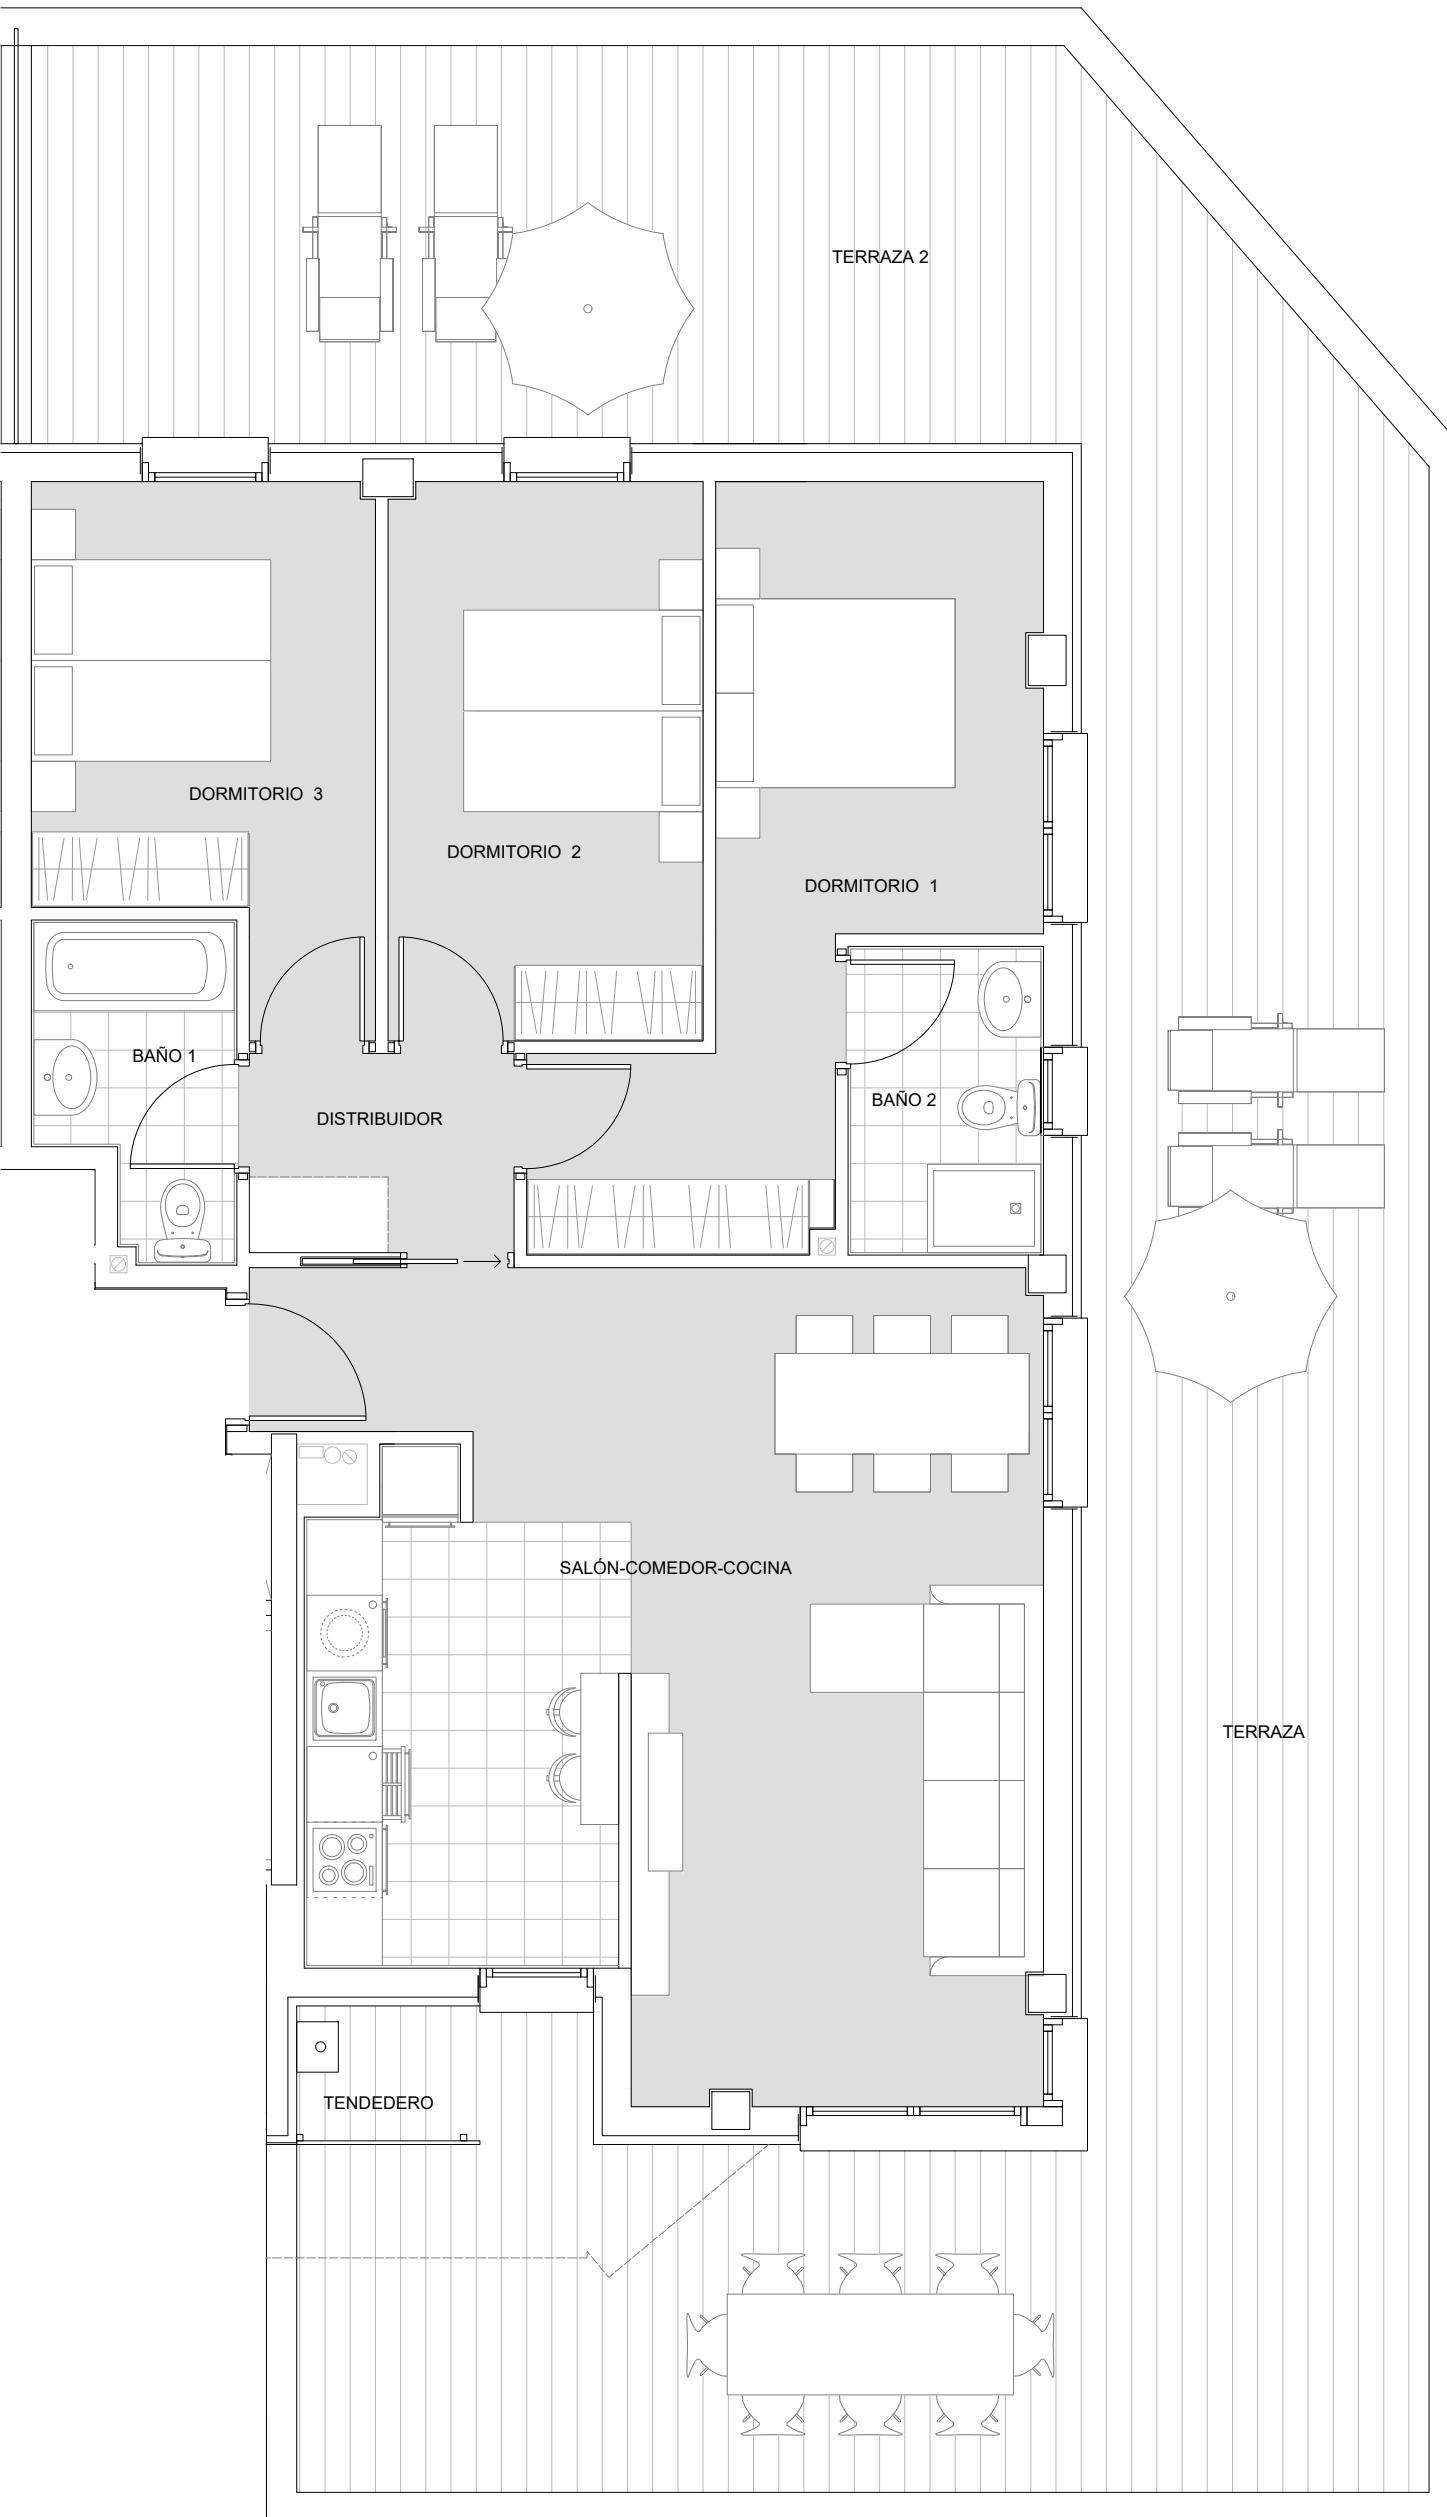 TERRAZA 2
DORMITORIO 3
DORMITORIO 2
DORMITORIO 1
BAÑO 1
BAÑO 2
DISTRIBUIDOR
SALÓN-COMEDOR-COCINA
TERRAZA
TENDEDERO